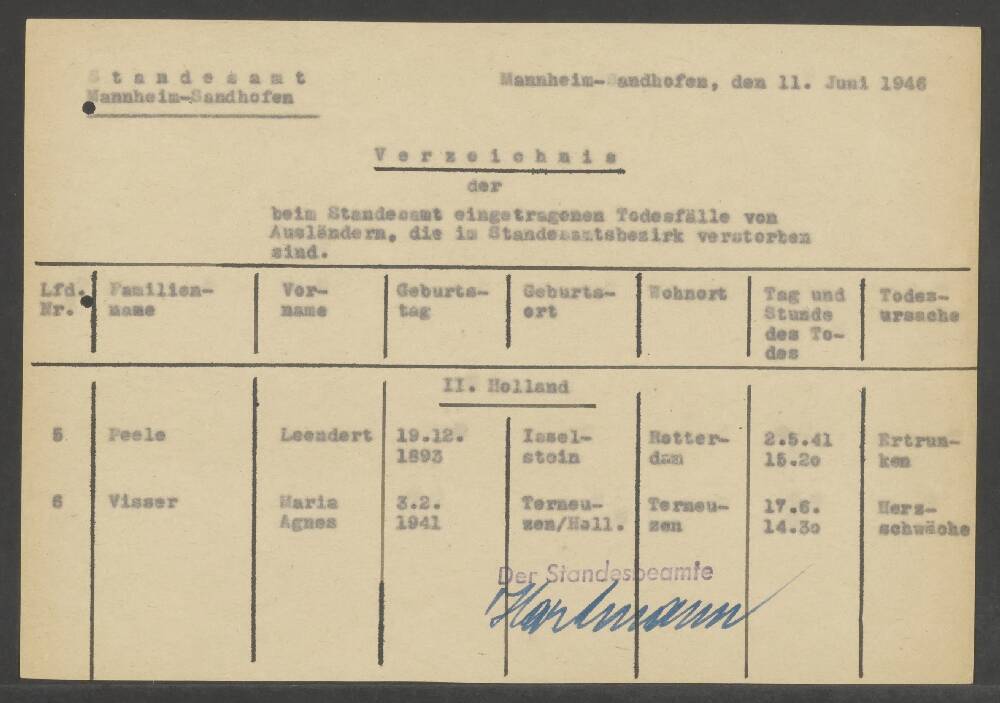 Standesamt
Mannheim-Sandhofen
Mannheim-Sandhofen, den 11. Juni 1946
Verzeichnis
der
beim Standesamt eingetragenen Todesfälle von
Ausländern, die im Standesamtsbezirk verstorben
sind.
Lfd. Familien- Vor- Geburts- Geburts- Wohnort Tag und Todes-
Nr. name name tag ort Stunde ursache
des To-
des
II. Holland
5 Peele Leendert 19.12. Issel- Rotter- 2.5.41 Ertrun-
1893 stein dam 15.20 ken
6 Visser Maria 3.2. Terneu- Terneu- 17.6. Herz-
Agnes 1941 zen/Holl. zen 14.30 schwäche
Der Standesbeamte
Hartmann